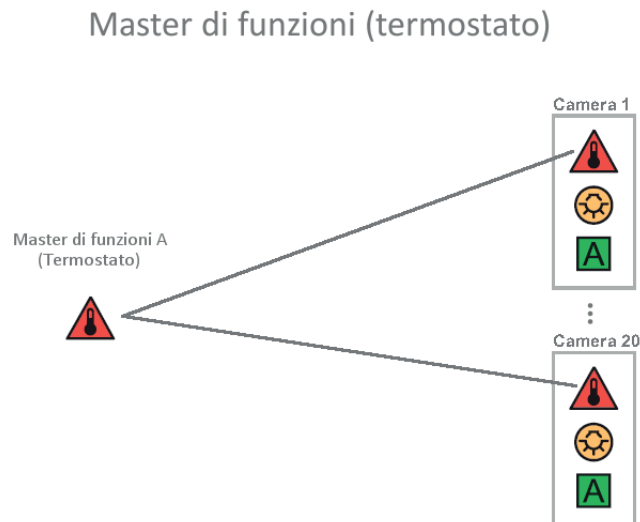 Master di funzioni (termostato)
Camera 1
A
Master di funzioni A
(Termostato)
Camera 20
A